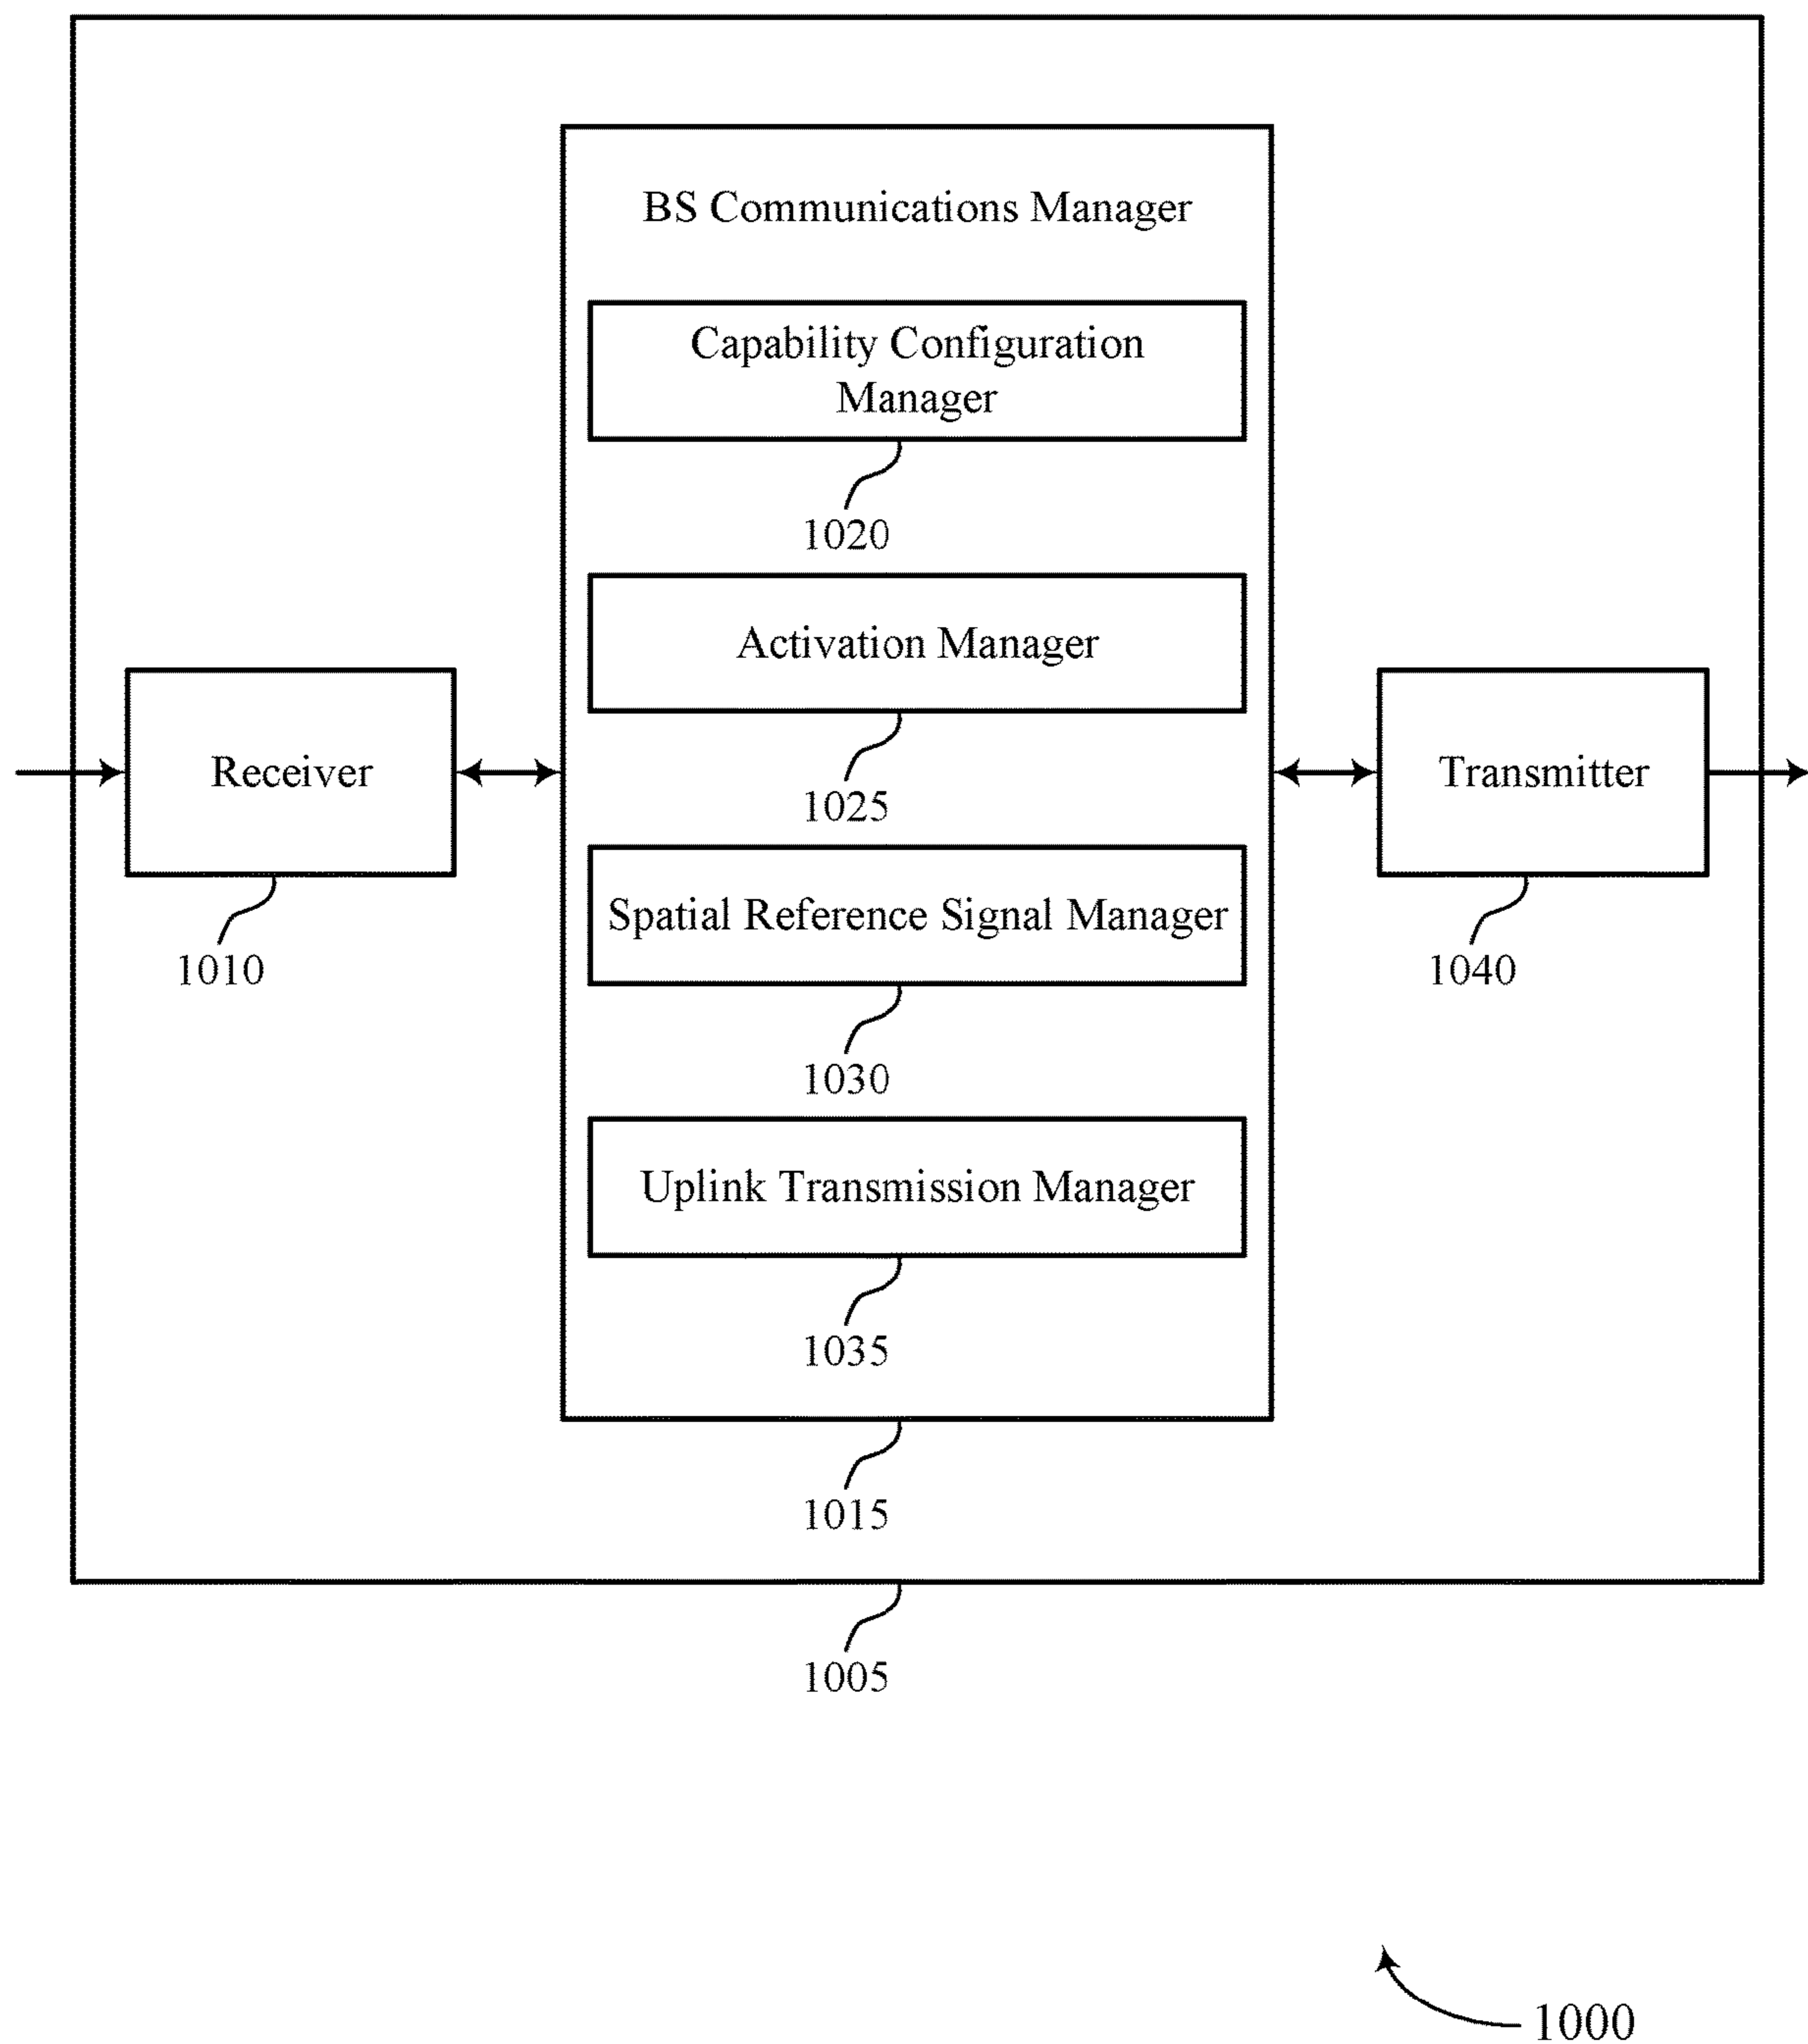 BS Communications Manager
Capability Configuration
Manager
1020
Activation Manager
1025
Receiver
1010
Transmitter
1040
Spatial Reference Signal Manager
1030
Uplink Transmission Manager
1035
1015
1005
1000